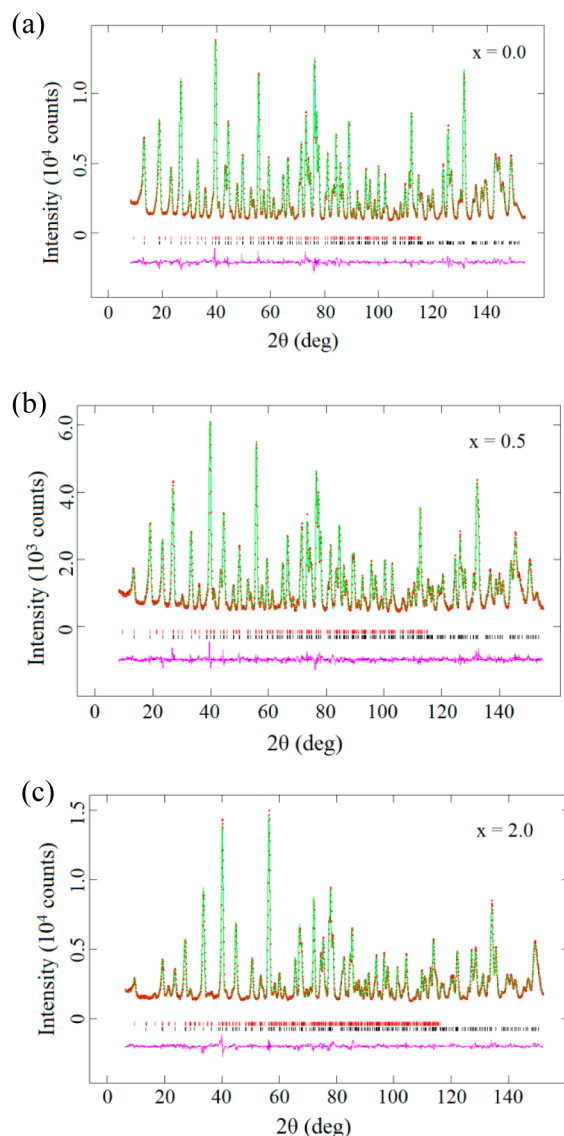 (a)
x = 0.0
Intensity (10⁴ counts)
1.0
0.5
0
0 20 40 60 80 100 120 140
2θ (deg)
(b)
x = 0.5
Intensity (10³ counts)
6.0
4.0
2.0
0
0 20 40 60 80 100 120 140
2θ (deg)
(c)
x = 2.0
Intensity (10⁴ counts)
1.5
1.0
0.5
0
0 20 40 60 80 100 120 140
2θ (deg)